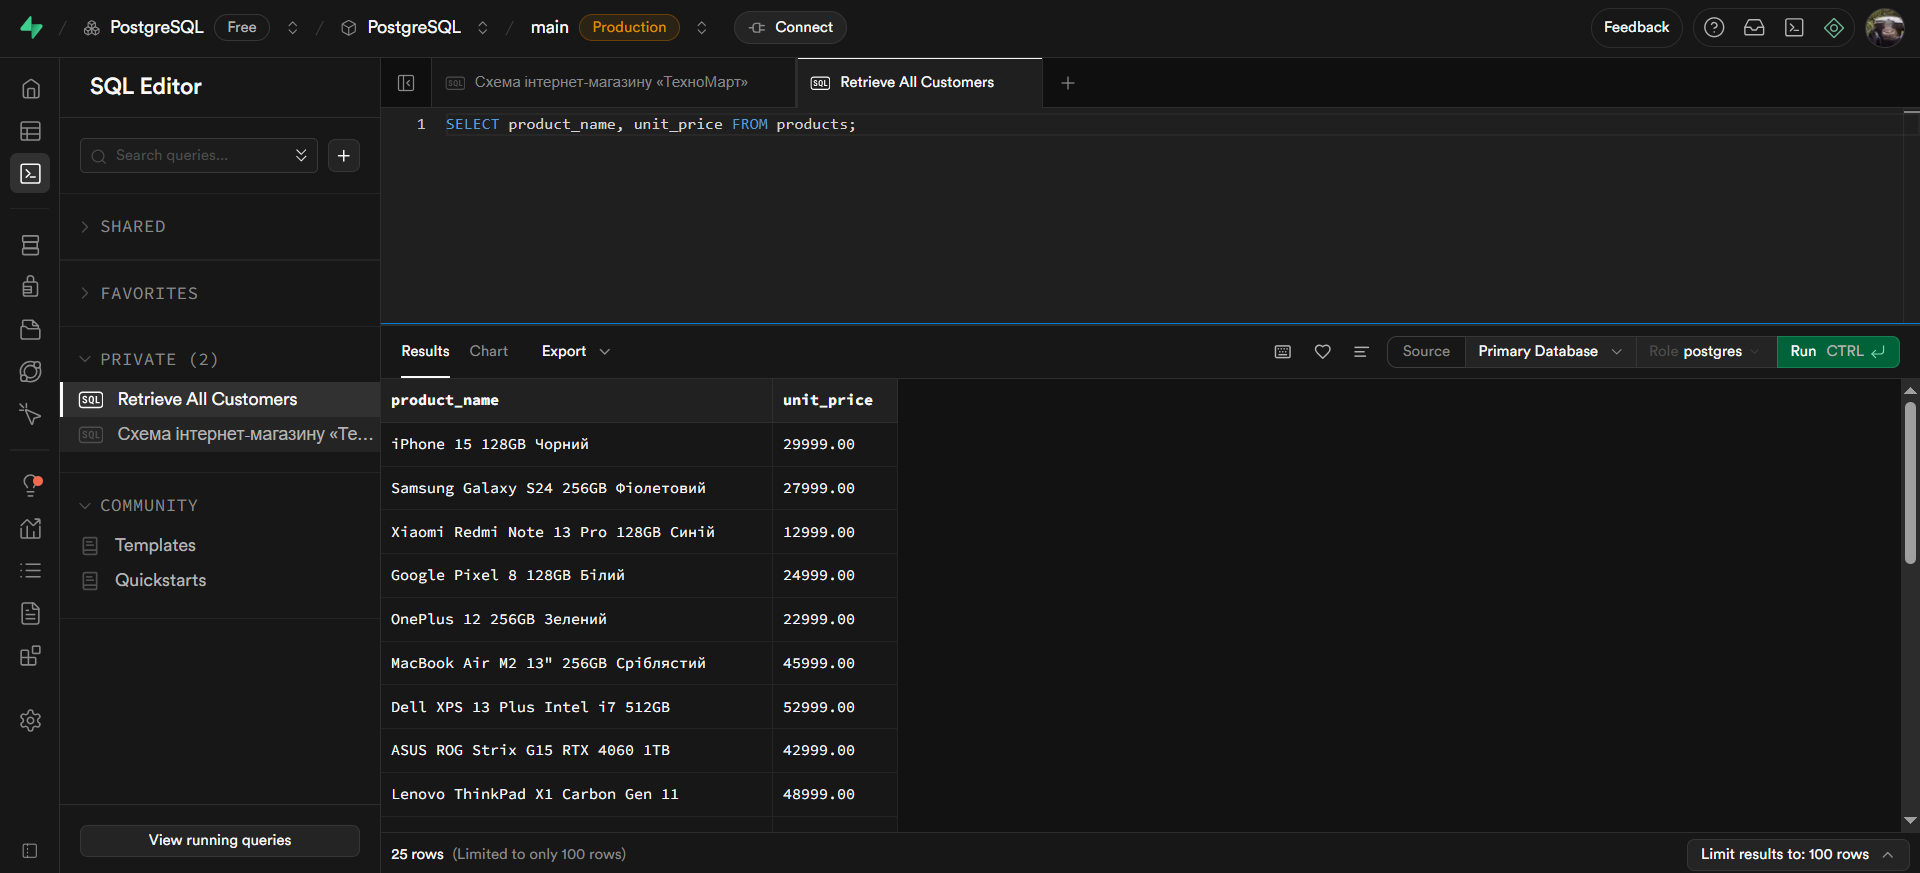 PostgreSQL Free / PostgreSQL / main Production Connect Feedback
SQL Editor
Search queries...
SHARED
FAVORITES
PRIVATE (2)
SQL Retrieve All Customers
SQL Схема інтернет-магазину «Те...
COMMUNITY
Templates
Quickstarts
View running queries
SQL Схема інтернет-магазину «ТехноМарт» SQL Retrieve All Customers
1 SELECT product_name, unit_price FROM products;
Results Chart Export Source Primary Database Role postgres Run CTRL
product_name unit_price
iPhone 15 128GB Чорний 29999.00
Samsung Galaxy S24 256GB Фіолетовий 27999.00
Xiaomi Redmi Note 13 Pro 128GB Синій 12999.00
Google Pixel 8 128GB Білий 24999.00
OnePlus 12 256GB Зелений 22999.00
MacBook Air M2 13" 256GB Сріблястий 45999.00
Dell XPS 13 Plus Intel i7 512GB 52999.00
ASUS ROG Strix G15 RTX 4060 1TB 42999.00
Lenovo ThinkPad X1 Carbon Gen 11 48999.00
25 rows (Limited to only 100 rows) Limit results to: 100 rows